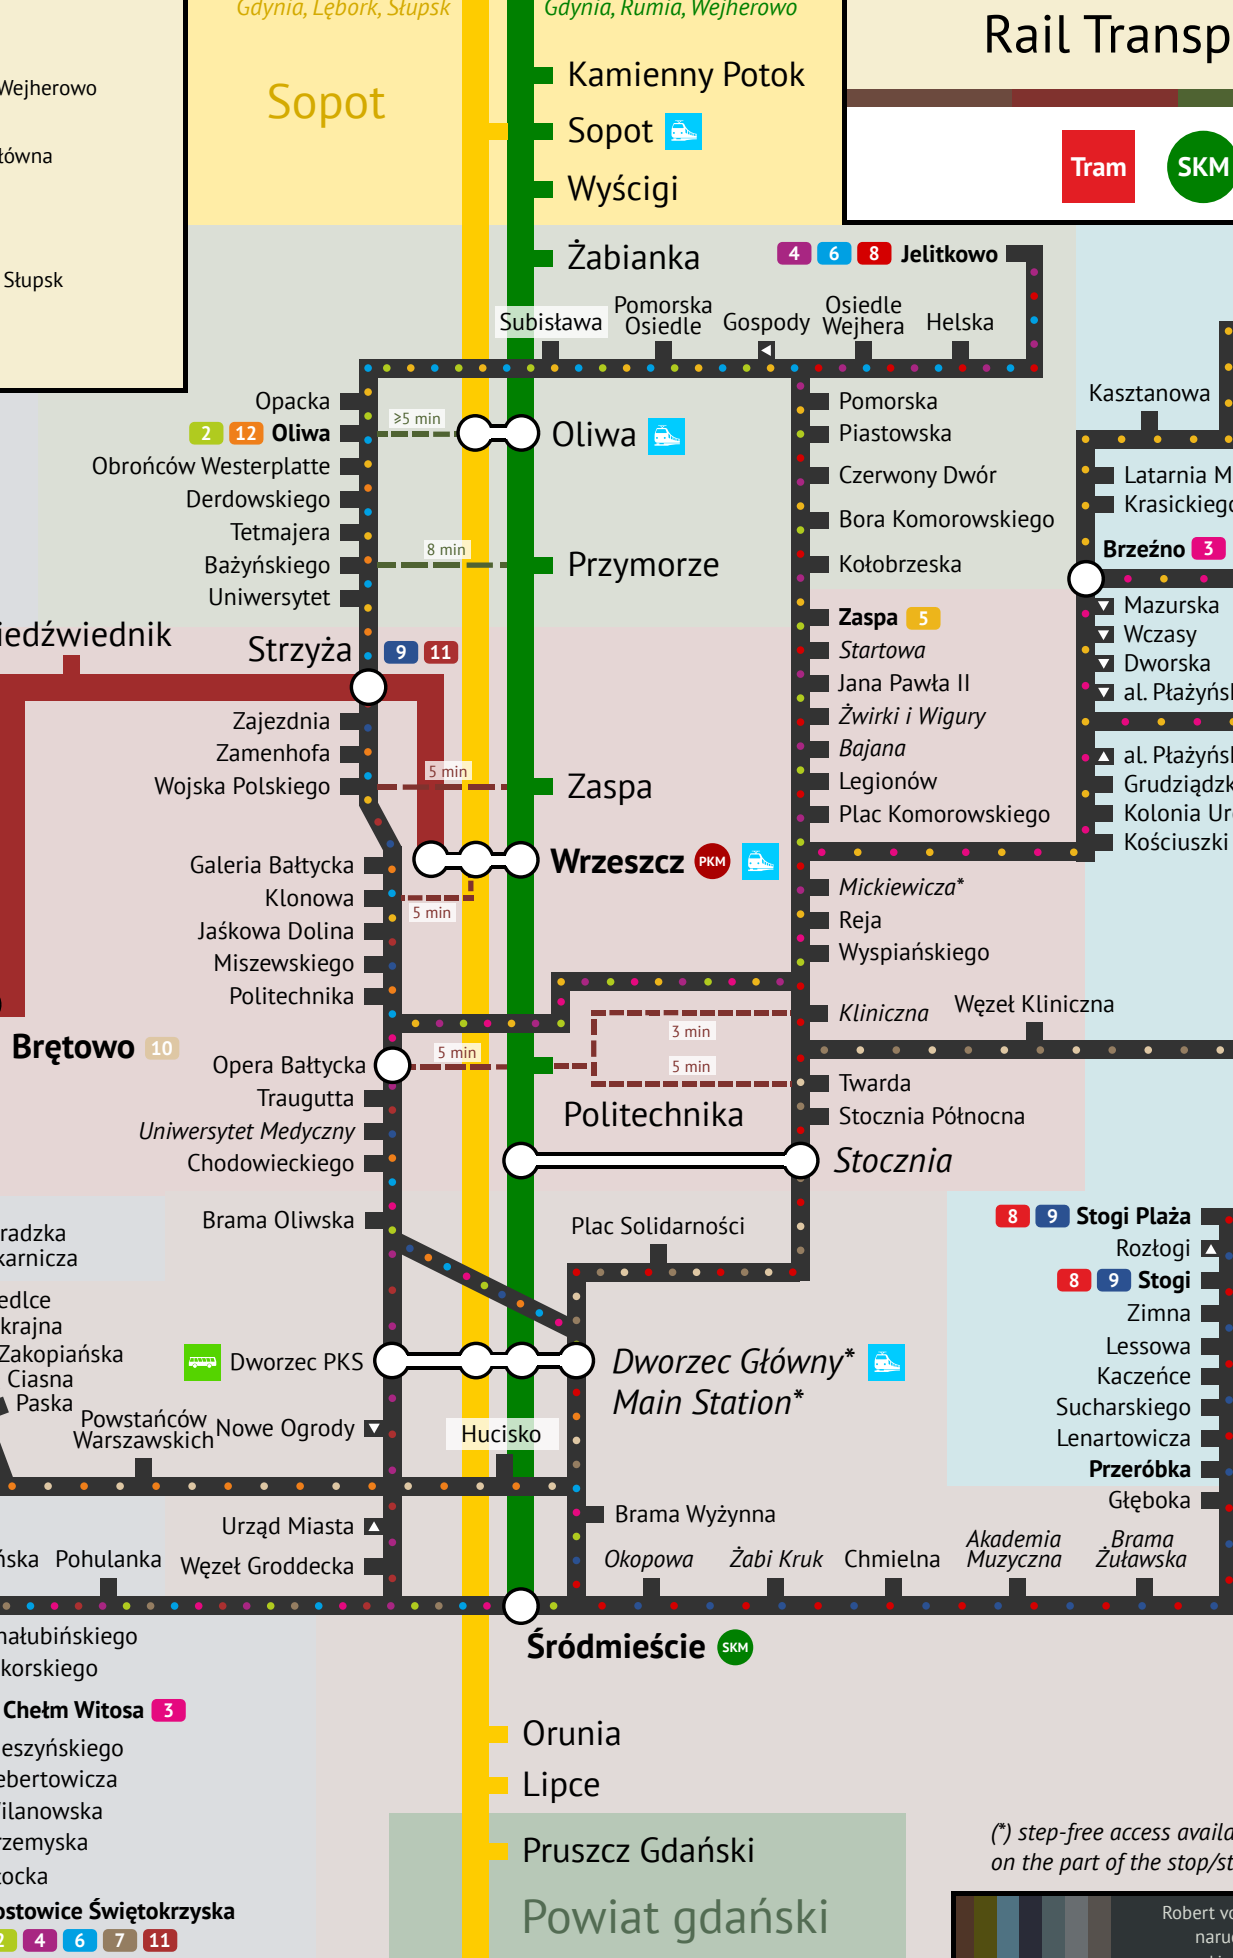 Gdynia, Lębork, Słupsk
Gdynia, Rumia, Wejherowo
Rail Transp
Wejherowo
Słupsk
Sopot
Kamienny Potok
Sopot
Wyścigi
Tram
SKM
Żabianka
4 6 8 Jelitkowo
Subisława
Pomorska
Osiedle
Gospody
Osiedle
Wejhera
Helska
Kasztanowa
Opacka
2 12 Oliwa
≥5 min
Oliwa
Obrońców Westerplatte
Derdowskiego
Tetmajera
Bażyńskiego
8 min
Przymorze
Uniwersytet
Pomorska
Piastowska
Czerwony Dwór
Bora Komorowskiego
Kołobrzeska
Latarnia M
Krasickiego
Brzeźno 3
Mazurska
Wczasy
Dworska
al. Płażyńsk
al. Płażyńsk
Grudziądzk
Kolonia Ur
Kościuszki
iedźwiednik
Strzyża 9 11
Zajezdnia
Zamenhofa
Wojska Polskiego
5 min
Zaspa
Zaspa 5
Startowa
Jana Pawła II
Żwirki i Wigury
Bajana
Legionów
Plac Komorowskiego
Galeria Bałtycka
Wrzeszcz PKM
Klonowa
5 min
Jaśkowa Dolina
Miszewskiego
Politechnika
Mickiewicza*
Reja
Wyspiańskiego
Kliniczna
Węzeł Kliniczna
Brętowo 10
3 min
Opera Bałtycka
5 min
5 min
Traugutta
Uniwersytet Medyczny
Chodowieckiego
Politechnika
Twarda
Stocznia Północna
Stocznia
Brama Oliwska
Plac Solidarności
8 9 Stogi Plaża
Rozłogi
8 9 Stogi
Zimna
Lessowa
Kaczeńce
Sucharskiego
Lenartowicza
Przeróbka
Głęboka
radzka
karnicza
edlce
krajna
Zakopiańska
Ciasna
Paska
Dworzec PKS
Dworzec Główny*
Main Station*
Powstańców
Warszawskich
Nowe Ogrody
Hucisko
Urząd Miasta
Węzeł Groddecka
Brama Wyżynna
Okopowa
Żabi Kruk
Chmielna
Akademia
Muzyczna
Brama
Żuławska
ńska
Pohulanka
Śródmieście SKM
nałubińskiego
korskiego
Chełm Witosa 3
eszyńskiego
ebertowicza
ilanowska
rzemyska
ocka
ostowice Świętokrzyska
2 4 6 7 11
Orunia
Lipce
Pruszcz Gdański
Powiat gdański
(*) step-free access availa
on the part of the stop/st
Robert vo
naru